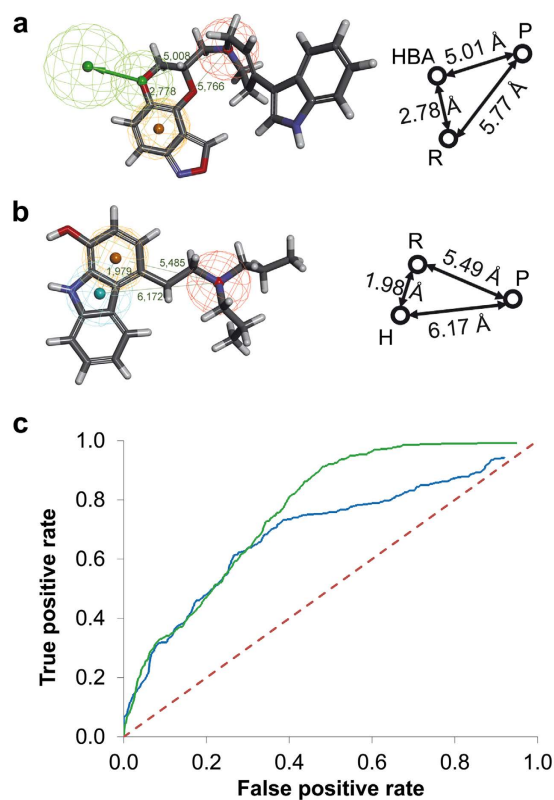 a
5,008
2,778
5,766
HBA
5.01 Å
P
2.78 Å
5.77 Å
R
b
1,979
5,485
6,172
R
5.49 Å
P
1.98 Å
6.17 Å
H
c
True positive rate
1.0
0.8
0.6
0.4
0.2
0.0
0.0 0.2 0.4 0.6 0.8 1.0
False positive rate